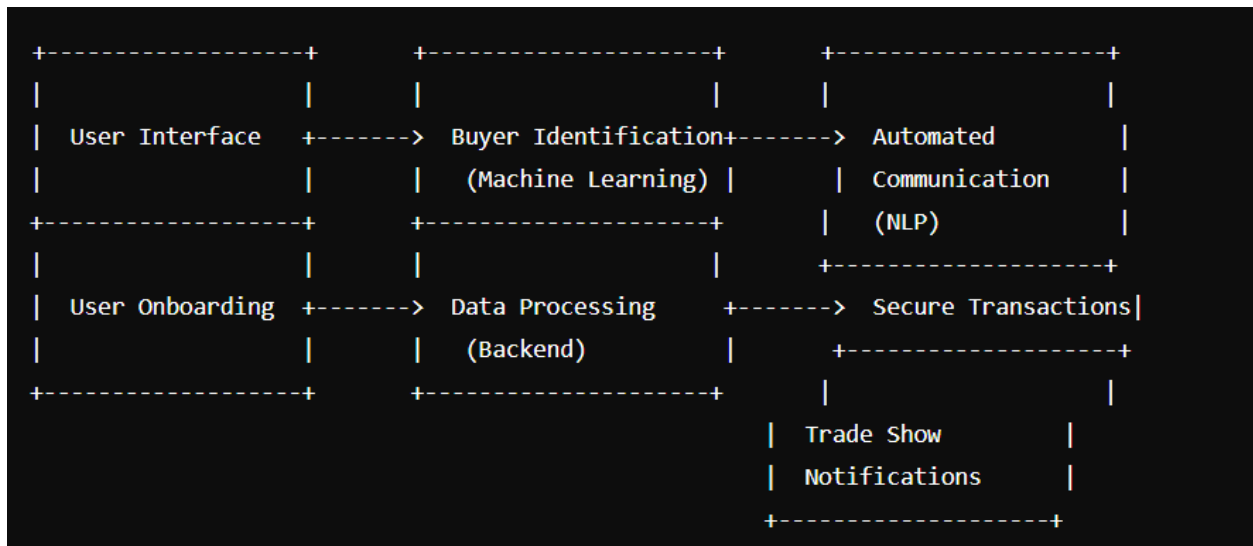 +-------------------+       +---------------------+       +--------------------+
|                   |       |                     |       |                    |
|  User Interface   +-------> Buyer Identification+-------> Automated         |
|                   |       |  (Machine Learning) |       |  Communication     |
+-------------------+       +---------------------+       |  (NLP)             |
|                   |       |                     |       +--------------------+
|  User Onboarding  +-------> Data Processing     +-------> Secure Transactions|
|                   |       |  (Backend)          |       +--------------------+
+-------------------+       +---------------------+       |                    |
|  Trade Show         |
|  Notifications      |
+--------------------+